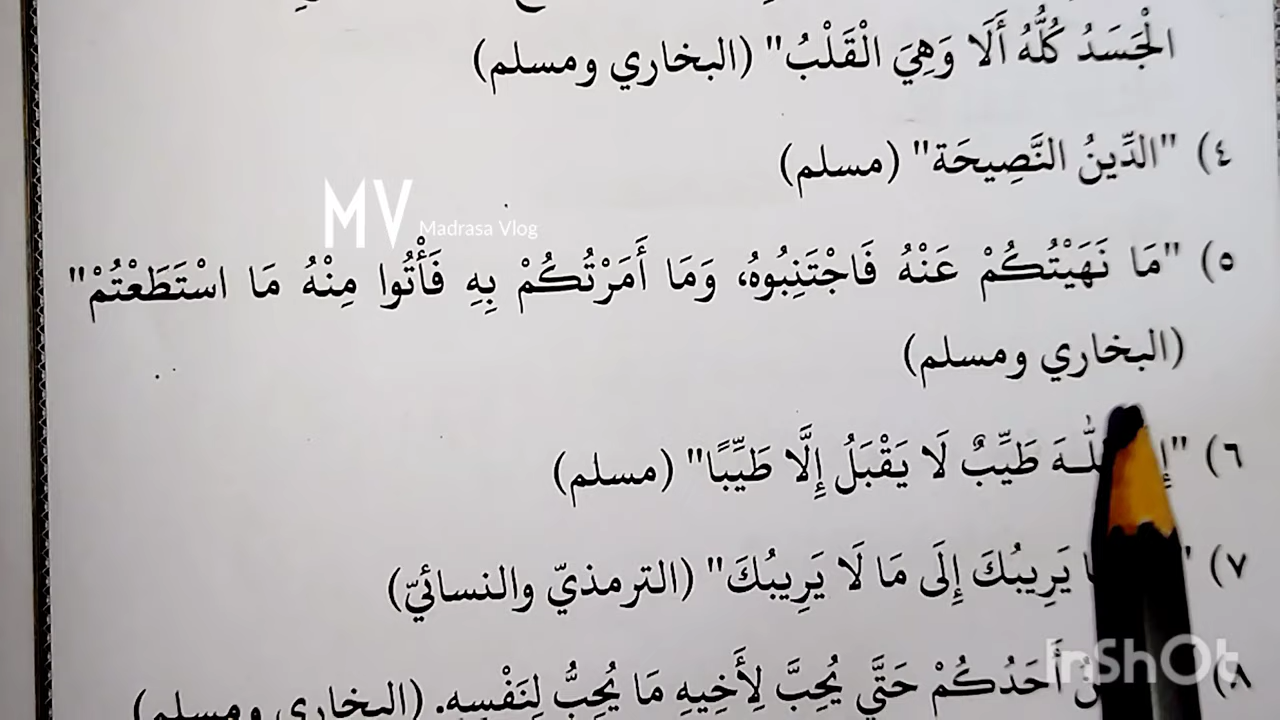 الْجَسَدُ كُلُّهُ أَلَا وَهِيَ الْقَلْبُ" (البخاري ومسلم)
٤) "الدِّينُ النَّصِيحَة" (مسلم)
MV Madrasa Vlog
٥) "مَا نَهَيْتُكُمْ عَنْهُ فَاجْتَنِبُوهُ، وَمَا أَمَرْتُكُمْ بِهِ فَأْتُوا مِنْهُ مَا اسْتَطَعْتُمْ"
(البخاري ومسلم)
٦) " طَيِّبٌ لَا يَقْبَلُ إِلَّا طَيِّبًا" (مسلم)
٧) " يَرِيبُكَ إِلَى مَا لَا يَرِيبُكَ" (الترمذيّ والنسائيّ)
InShOt
٨) أَحَدُكُمْ حَتَّي يُحِبَّ لِأَخِيهِ مَا يُحِبُّ لِنَفْسِهِ. (البخاري ومسلم)